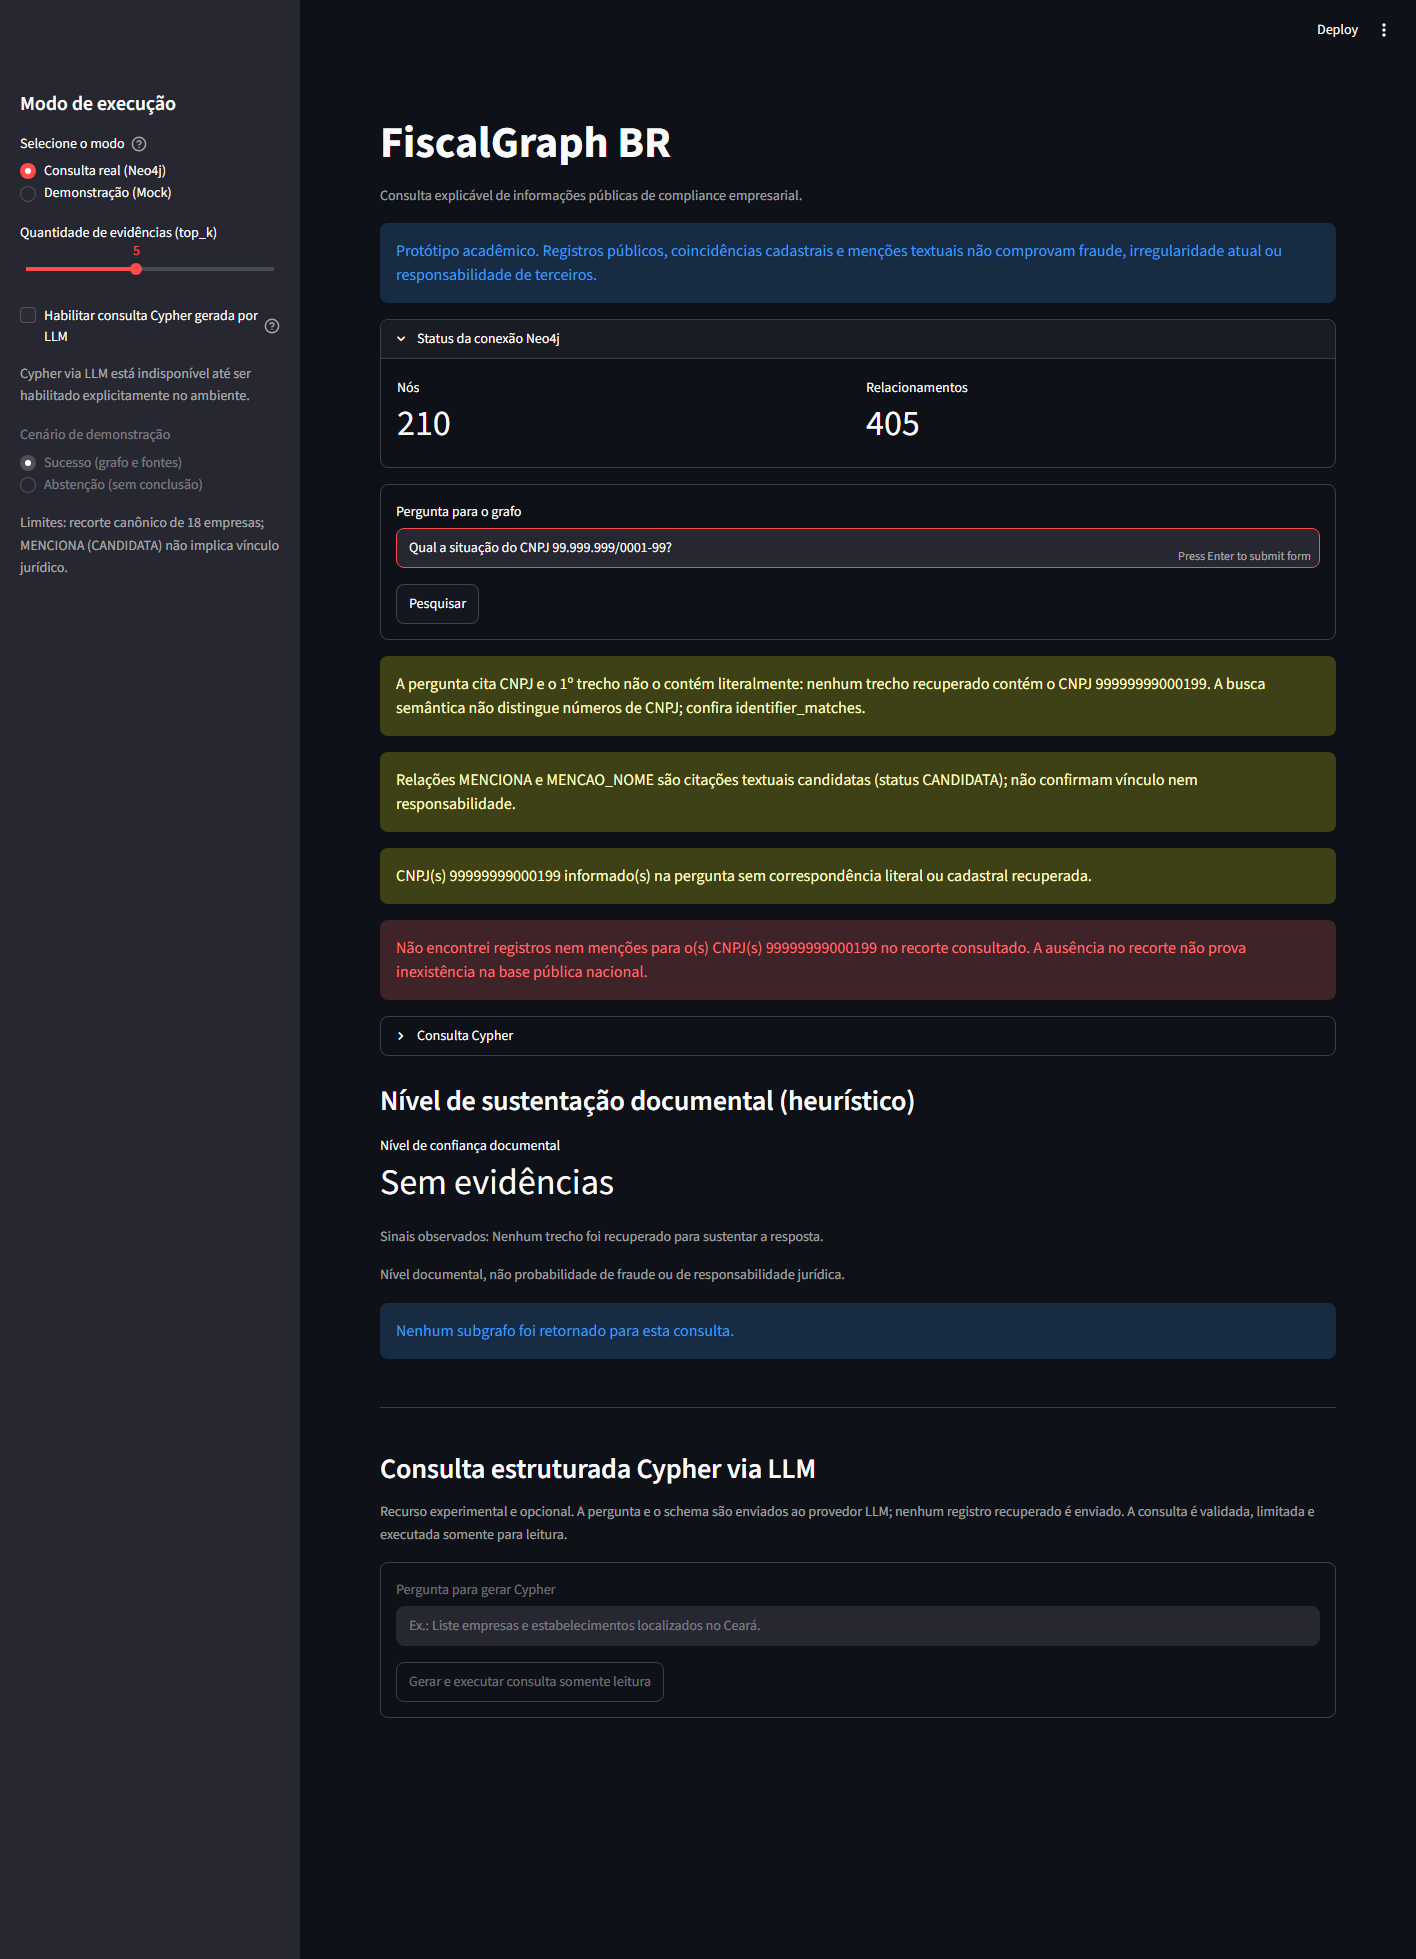 Deploy
Modo de execução
Selecione o modo
Consulta real (Neo4j)
Demonstração (Mock)
Quantidade de evidências (top_k)
5
Habilitar consulta Cypher gerada por
LLM
Cypher via LLM está indisponível até ser
habilitado explicitamente no ambiente.
Cenário de demonstração
Sucesso (grafo e fontes)
Abstenção (sem conclusão)
Limites: recorte canônico de 18 empresas;
MENCIONA (CANDIDATA) não implica vínculo
jurídico.
FiscalGraph BR
Consulta explicável de informações públicas de compliance empresarial.
Protótipo acadêmico. Registros públicos, coincidências cadastrais e menções textuais não comprovam fraude, irregularidade atual ou
responsabilidade de terceiros.
Status da conexão Neo4j
Nós
210
Relacionamentos
405
Pergunta para o grafo
Qual a situação do CNPJ 99.999.999/0001-99?
Press Enter to submit form
Pesquisar
A pergunta cita CNPJ e o 1º trecho não o contém literalmente: nenhum trecho recuperado contém o CNPJ 99999999000199. A busca
semântica não distingue números de CNPJ; confira identifier_matches.
Relações MENCIONA e MENCAO_NOME são citações textuais candidatas (status CANDIDATA); não confirmam vínculo nem
responsabilidade.
CNPJ(s) 99999999000199 informado(s) na pergunta sem correspondência literal ou cadastral recuperada.
Não encontrei registros nem menções para o(s) CNPJ(s) 99999999000199 no recorte consultado. A ausência no recorte não prova
inexistência na base pública nacional.
Consulta Cypher
Nível de sustentação documental (heurístico)
Nível de confiança documental
Sem evidências
Sinais observados: Nenhum trecho foi recuperado para sustentar a resposta.
Nível documental, não probabilidade de fraude ou de responsabilidade jurídica.
Nenhum subgrafo foi retornado para esta consulta.
Consulta estruturada Cypher via LLM
Recurso experimental e opcional. A pergunta e o schema são enviados ao provedor LLM; nenhum registro recuperado é enviado. A consulta é validada, limitada e
executada somente para leitura.
Pergunta para gerar Cypher
Ex.: Liste empresas e estabelecimentos localizados no Ceará.
Gerar e executar consulta somente leitura